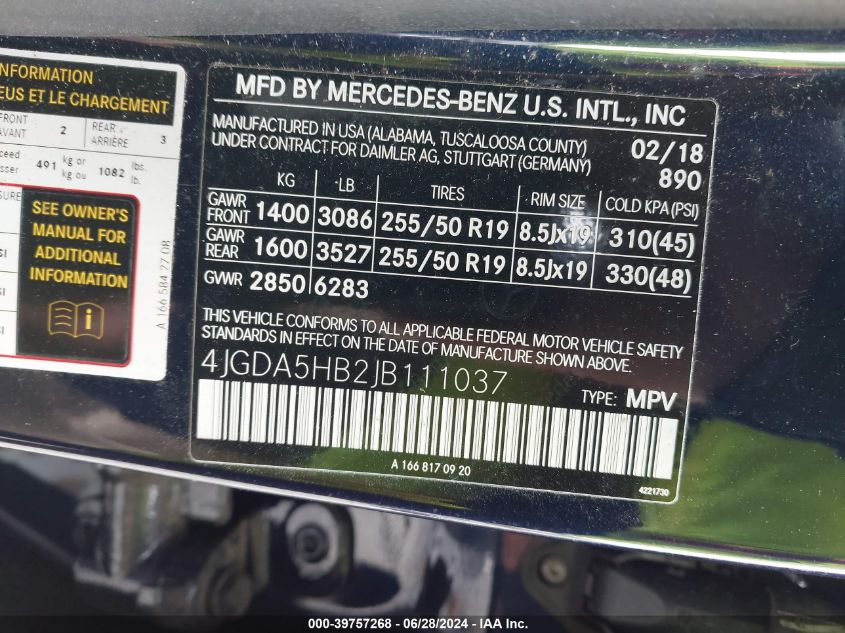 INFORMATION
EUS ET LE CHARGEMENT
FRONT 2 REAR 3
AVANT ARRIÈRE
491 kg or 1082 lbs.
kg ou lb.
SEE OWNER'S
MANUAL FOR
ADDITIONAL
INFORMATION
A 166 584 27 08
MFD BY MERCEDES-BENZ U.S. INTL., INC
MANUFACTURED IN USA (ALABAMA, TUSCALOOSA COUNTY) 02/18
UNDER CONTRACT FOR DAIMLER AG, STUTTGART (GERMANY) 890
KG LB TIRES RIM SIZE COLD KPA(PSI)
GAWR FRONT 1400 3086 255/50 R19 8.5Jx19 310(45)
GAWR REAR 1600 3527 255/50 R19 8.5Jx19 330(48)
GWR 2850 6283
THIS VEHICLE CONFORMS TO ALL APPLICABLE FEDERAL MOTOR VEHICLE SAFETY
STANDARDS IN EFFECT ON THE DATE OF MANUFACTURE SHOWN ABOVE.
4JGDA5HB2JB111037
TYPE: MPV
A 166 817 09 20
4221730
000-39757268 - 06/28/2024 - IAA Inc.